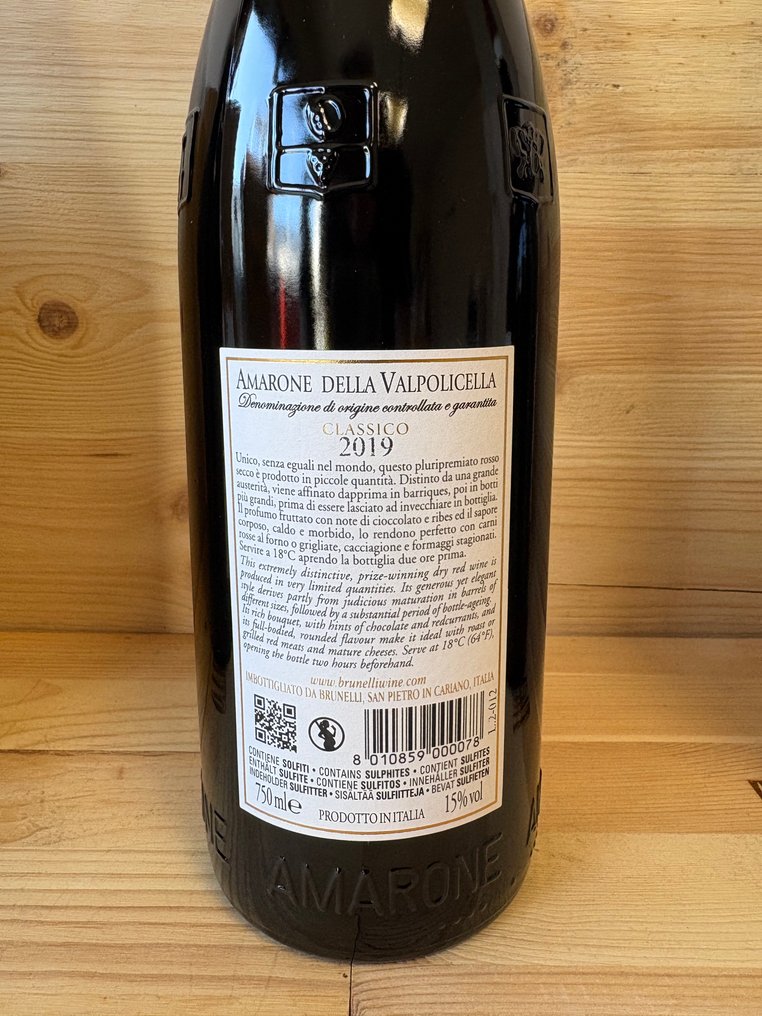 AMARONE DELLA VALPOLICELLA
Denominazione di origine controllata e garantita
CLASSICO
2019
Unico, senza eguali nel mondo, questo pluripremiato rosso
secco è prodotto in piccole quantità. Distinto da una grande
austerità, viene affinato dapprima in barriques, poi in botti
più grandi, prima di essere lasciato ad invecchiare in bottiglia.
Il profumo fruttato con note di cioccolato e ribes ed il sapore
corposo, caldo e morbido, lo rendono perfetto con carni
rosse al forno o grigliate, cacciagione e formaggi stagionati.
Servire a 18°C aprendo la bottiglia due ore prima.
This extremely distinctive, prize-winning dry red wine is
produced in very limited quantities. Its generous yet elegant
style derives partly from judicious maturation in barrels of
different sizes, followed by a substantial period of bottle-ageing.
Its rich bouquet, with hints of chocolate and redcurrants, and
its full-bodied, rounded flavour make it ideal with roast or
grilled red meats and mature cheeses. Serve at 18°C (64°F),
opening the bottle two hours beforehand.
www.brunelliwine.com
IMBOTTIGLIATO DA BRUNELLI, SAN PIETRO IN CARIANO, ITALIA
L.2-012
8 010859 000078
CONTIENE SOLFITI • CONTAINS SULPHITES • CONTIENT SULFITES
ENTHÄLT SULFITE • CONTIENE SULFITOS • INNEHÅLLER SULFITER
INDEHOLDER SULFITTER • SISÄLTÄÄ SULFIITTEJA • BEVAT SULFIETEN
750 ml e
PRODOTTO IN ITALIA
15% vol
AMARONE